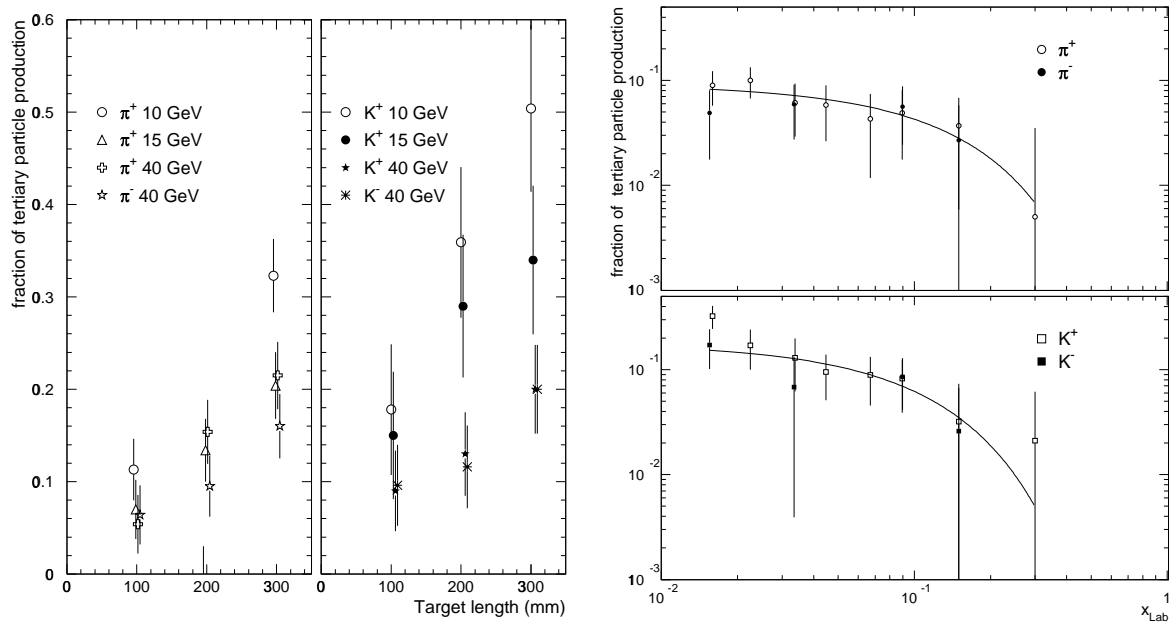 fraction of tertiary particle production
0.6
0.5
0.4
0.3
0.2
0.1
0
π+ 10 GeV
π+ 15 GeV
π+ 40 GeV
π- 40 GeV
0 100 200 300
K+ 10 GeV
K+ 15 GeV
K+ 40 GeV
K- 40 GeV
0 100 200 300
Target length (mm)
fraction of tertiary particle production
10-1
10-2
10-3
π+
π-
10-1
10-2
10-3
K+
K-
10-2 10-1 1
xLab